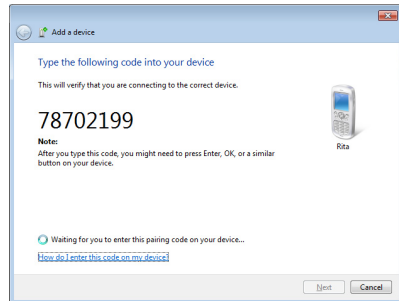 Add a device
Type the following code into your device
This will verify that you are connecting to the correct device.
78702199
Note:
After you type this code, you might need to press Enter, OK, or a similar
button on your device.
Rita
Waiting for you to enter this pairing code on your device...
How do I enter this code on my device?
Next Cancel